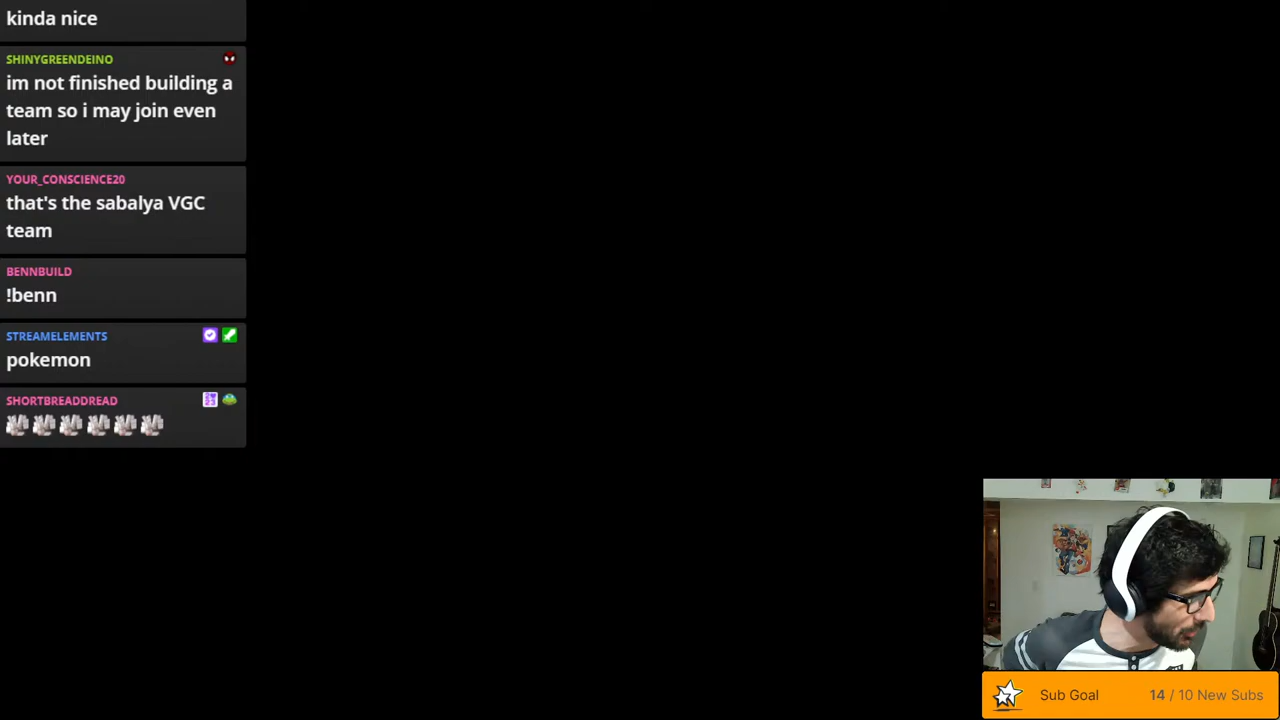 kinda nice
SHINYGREENDEINO
im not finished building a
team so i may join even
later
YOUR_CONSCIENCE20
that's the sabalya VGC
team
BENNBUILD
!benn
STREAMELEMENTS
pokemon
SHORTBREADDREAD
Sub Goal 14 / 10 New Subs